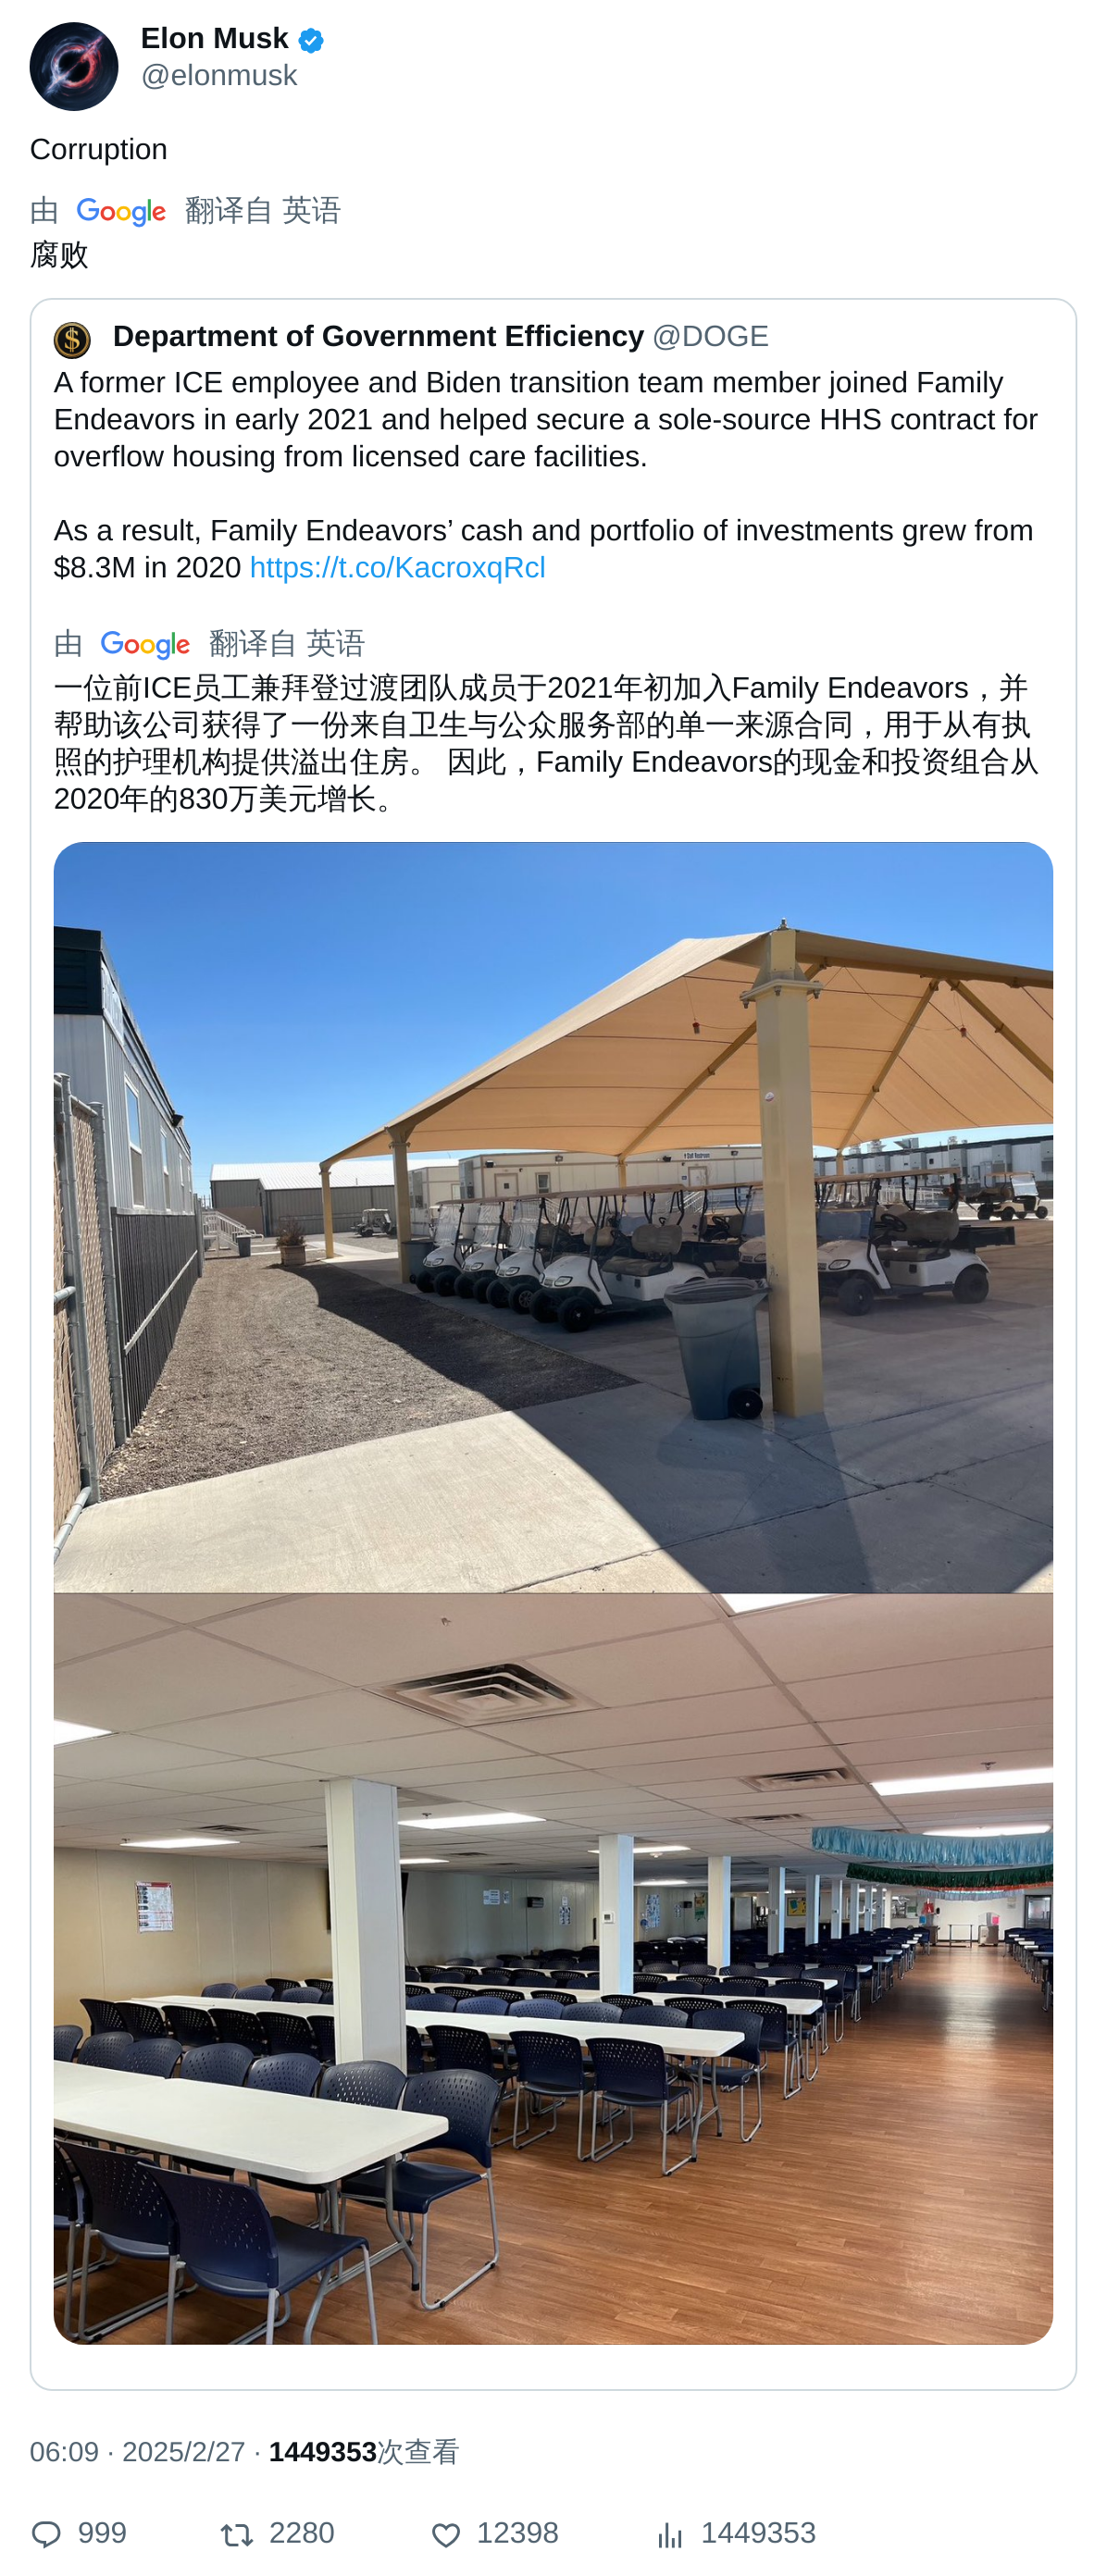 Elon Musk
@elonmusk
Corruption
由 Google 翻译自 英语
腐败
Department of Government Efficiency @DOGE
A former ICE employee and Biden transition team member joined Family
Endeavors in early 2021 and helped secure a sole-source HHS contract for
overflow housing from licensed care facilities.
As a result, Family Endeavors’ cash and portfolio of investments grew from
$8.3M in 2020 https://t.co/KacroxqRcl
由 Google 翻译自 英语
一位前ICE员工兼拜登过渡团队成员于2021年初加入Family Endeavors，并
帮助该公司获得了一份来自卫生与公众服务部的单一来源合同，用于从有执
照的护理机构提供溢出住房。 因此，Family Endeavors的现金和投资组合从
2020年的830万美元增长。
06:09 · 2025/2/27 · 1449353次查看
999 2280 12398 1449353